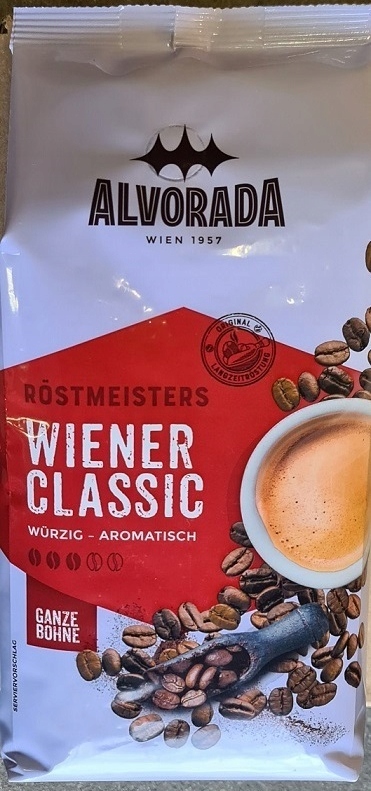 ALVORADA
WIEN 1957
ORIGINAL
LANGZEITRÖSTUNG
RÖSTMEISTERS
WIENER
CLASSIC
WÜRZIG – AROMATISCH
GANZE
BOHNE
SERVIERVORSCHLAG